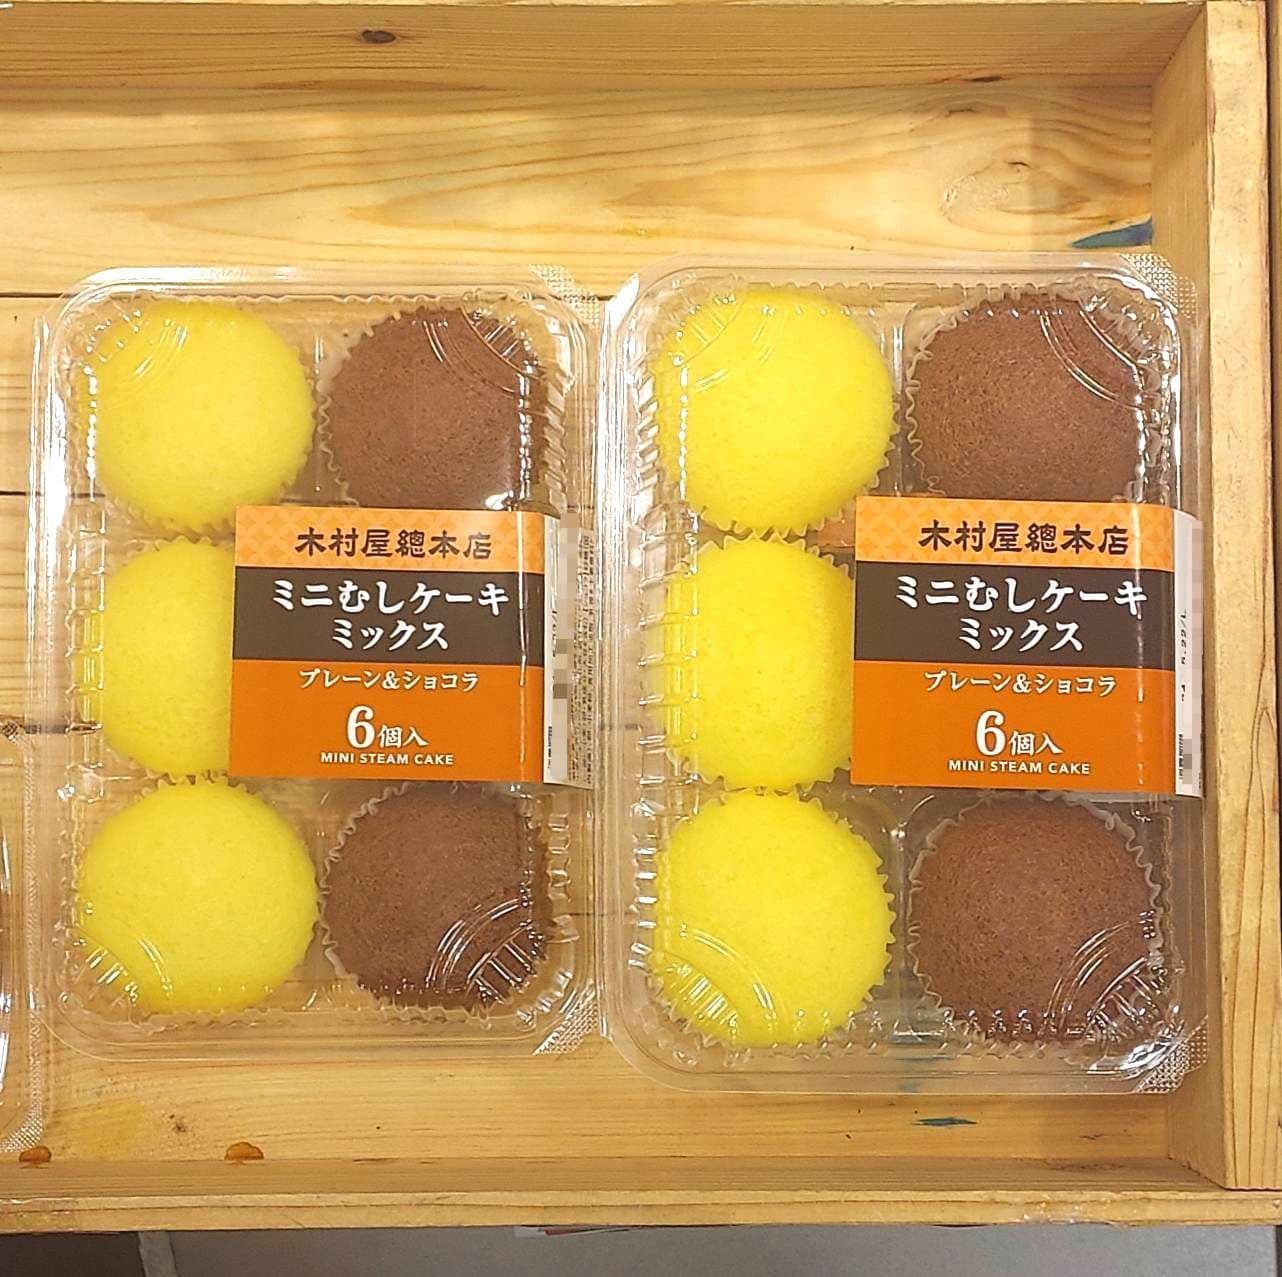 木村屋總本店
ミニむしケーキ
ミックス
プレーン&ショコラ
6個入
MINI STEAM CAKE
木村屋總本店
ミニむしケーキ
ミックス
プレーン&ショコラ
6個入
MINI STEAM CAKE